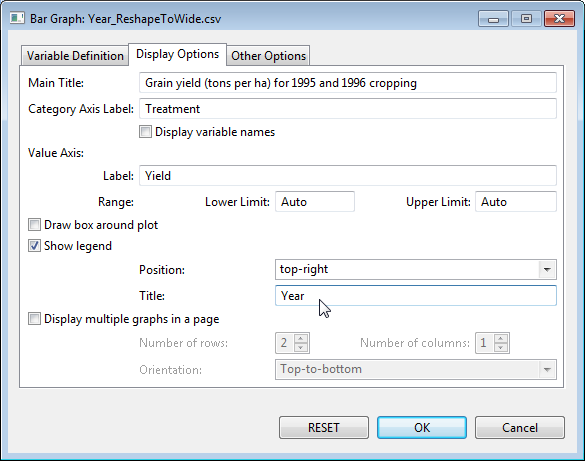 Bar Graph: Year_ReshapeToWide.csv
Variable Definition Display Options Other Options
Main Title: Grain yield (tons per ha) for 1995 and 1996 cropping
Category Axis Label: Treatment
Display variable names
Value Axis:
Label: Yield
Range: Lower Limit: Auto Upper Limit: Auto
Draw box around plot
Show legend
Position: top-right
Title: Year
Display multiple graphs in a page
Number of rows: 2 Number of columns: 1
Orientation: Top-to-bottom
RESET OK Cancel